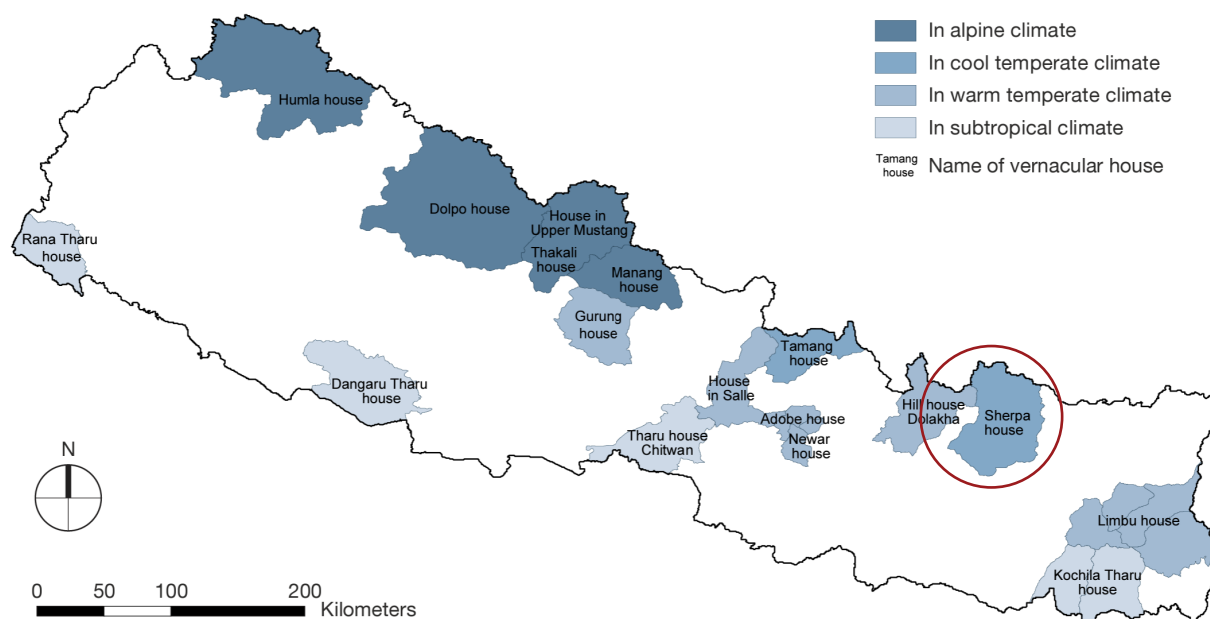 In alpine climate
In cool temperate climate
In warm temperate climate
In subtropical climate
Tamang
house
Name of vernacular house
Humla house
Dolpo house
House in
Upper Mustang
Thakali
house
Manang
house
Rana Tharu
house
Gurung
house
Tamang
house
Dangaru Tharu
house
House
in Salle
Hill house
Dolakha
Sherpa
house
Adobe house
Tharu house
Chitwan
Newar
house
Limbu house
Kochila Tharu
house
N
0 50 100 200
Kilometers